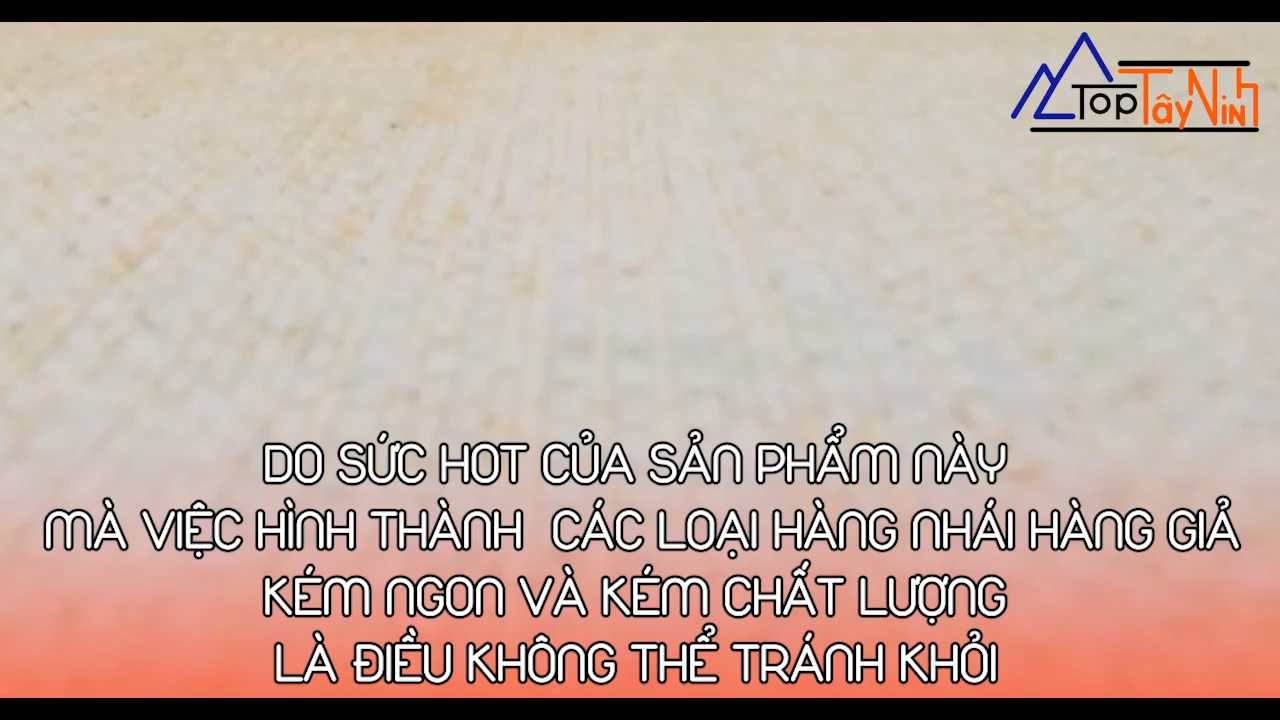 Top Tây Ninh
DO SỨC HOT CỦA SẢN PHẨM NÀY
MÀ VIỆC HÌNH THÀNH CÁC LOẠI HÀNG NHÁI HÀNG GIẢ
KÉM NGON VÀ KÉM CHẤT LƯỢNG
LÀ ĐIỀU KHÔNG THỂ TRÁNH KHỎI